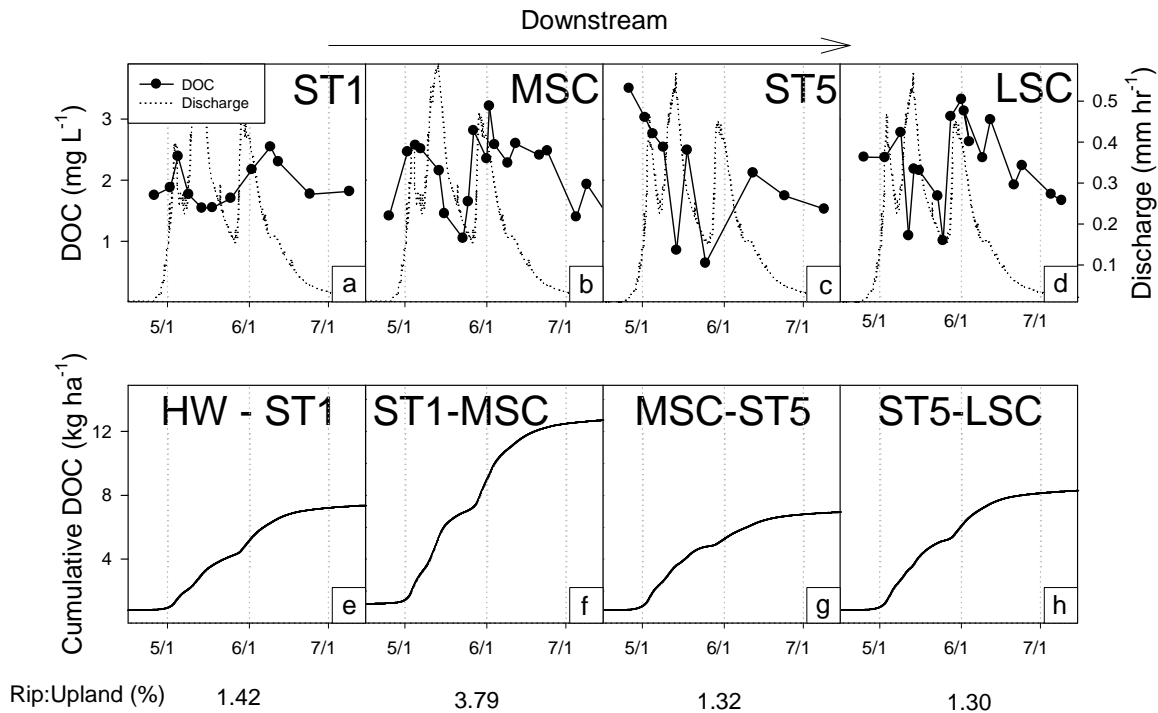 Downstream
DOC
Discharge
ST1
MSC
ST5
LSC
DOC (mg L⁻¹)
3
2
1
0.5
0.4
0.3
0.2
0.1
Discharge (mm hr⁻¹)
a
b
c
d
5/1 6/1 7/1
5/1 6/1 7/1
5/1 6/1 7/1
5/1 6/1 7/1
Cumulative DOC (kg ha⁻¹)
12
8
4
HW - ST1
ST1-MSC
MSC-ST5
ST5-LSC
e
f
g
h
5/1 6/1 7/1
5/1 6/1 7/1
5/1 6/1 7/1
5/1 6/1 7/1
Rip:Upland (%) 1.42 3.79 1.32 1.30